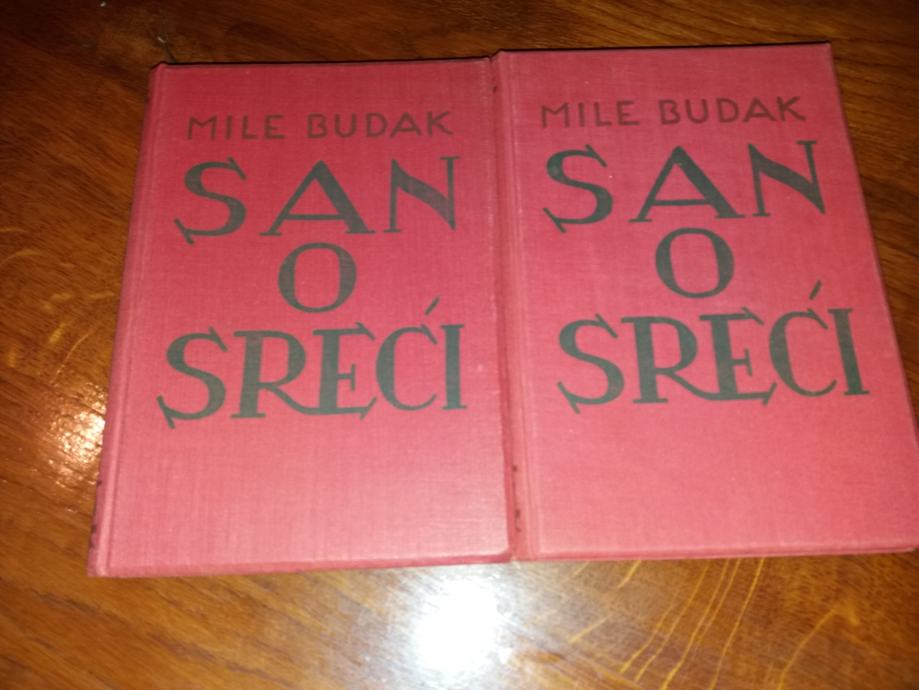 MILE BUDAK
SAN
O
SREĆI
MILE BUDAK
SAN
O
SREĆI